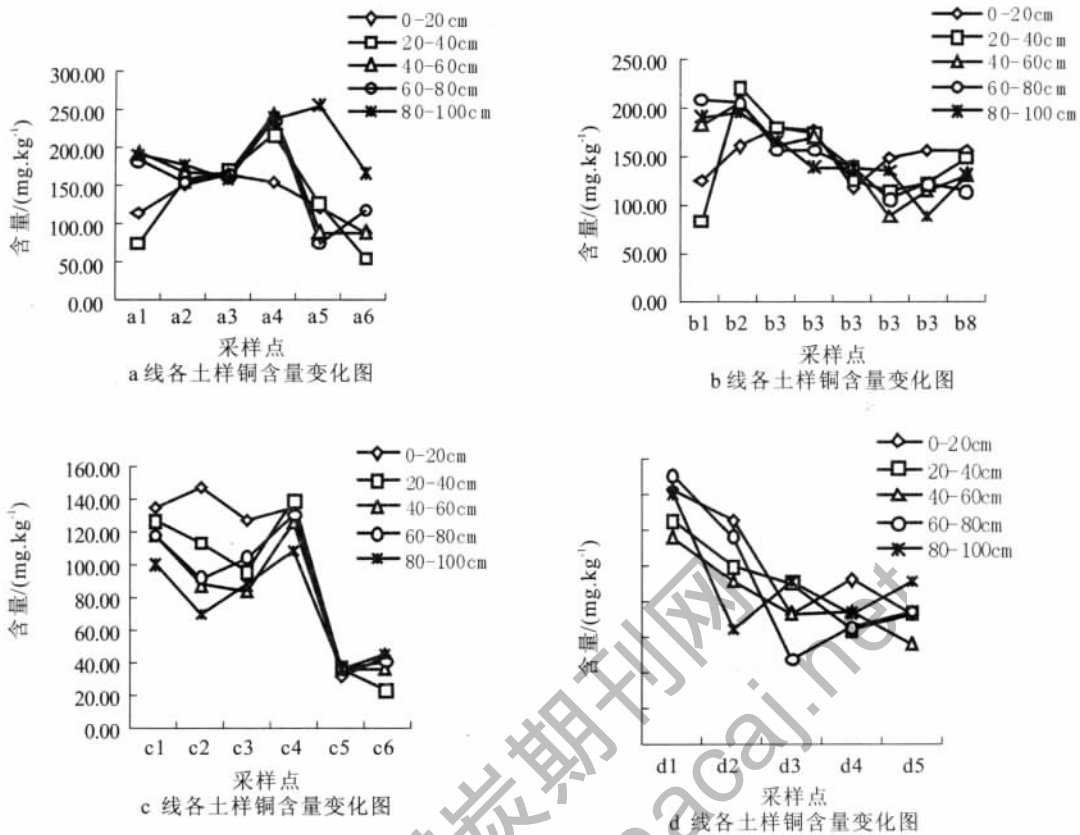 0-20cm
20-40cm
40-60cm
60-80cm
80-100cm
300.00
250.00
200.00
150.00
100.00
50.00
0.00
含量/(mg.kg⁻¹)
a1 a2 a3 a4 a5 a6
采样点
a线各土样铜含量变化图
0-20cm
20-40cm
40-60cm
60-80cm
80-100cm
250.00
200.00
150.00
100.00
50.00
0.00
含量/(mg.kg⁻¹)
b1 b2 b3 b3 b3 b3 b3 b8
采样点
b线各土样铜含量变化图
0-20cm
20-40cm
40-60cm
60-80cm
80-100cm
160.00
140.00
120.00
100.00
80.00
60.00
40.00
20.00
0.00
含量/(mg.kg⁻¹)
c1 c2 c3 c4 c5 c6
采样点
c 线各土样铜含量变化图
0-20cm
20-40cm
40-60cm
60-80cm
80-100cm
含量/(mg.kg⁻¹)
d1 d2 d3 d4 d5
采样点
d 线各土样铜含量变化图
炭期刊网
acaj.net